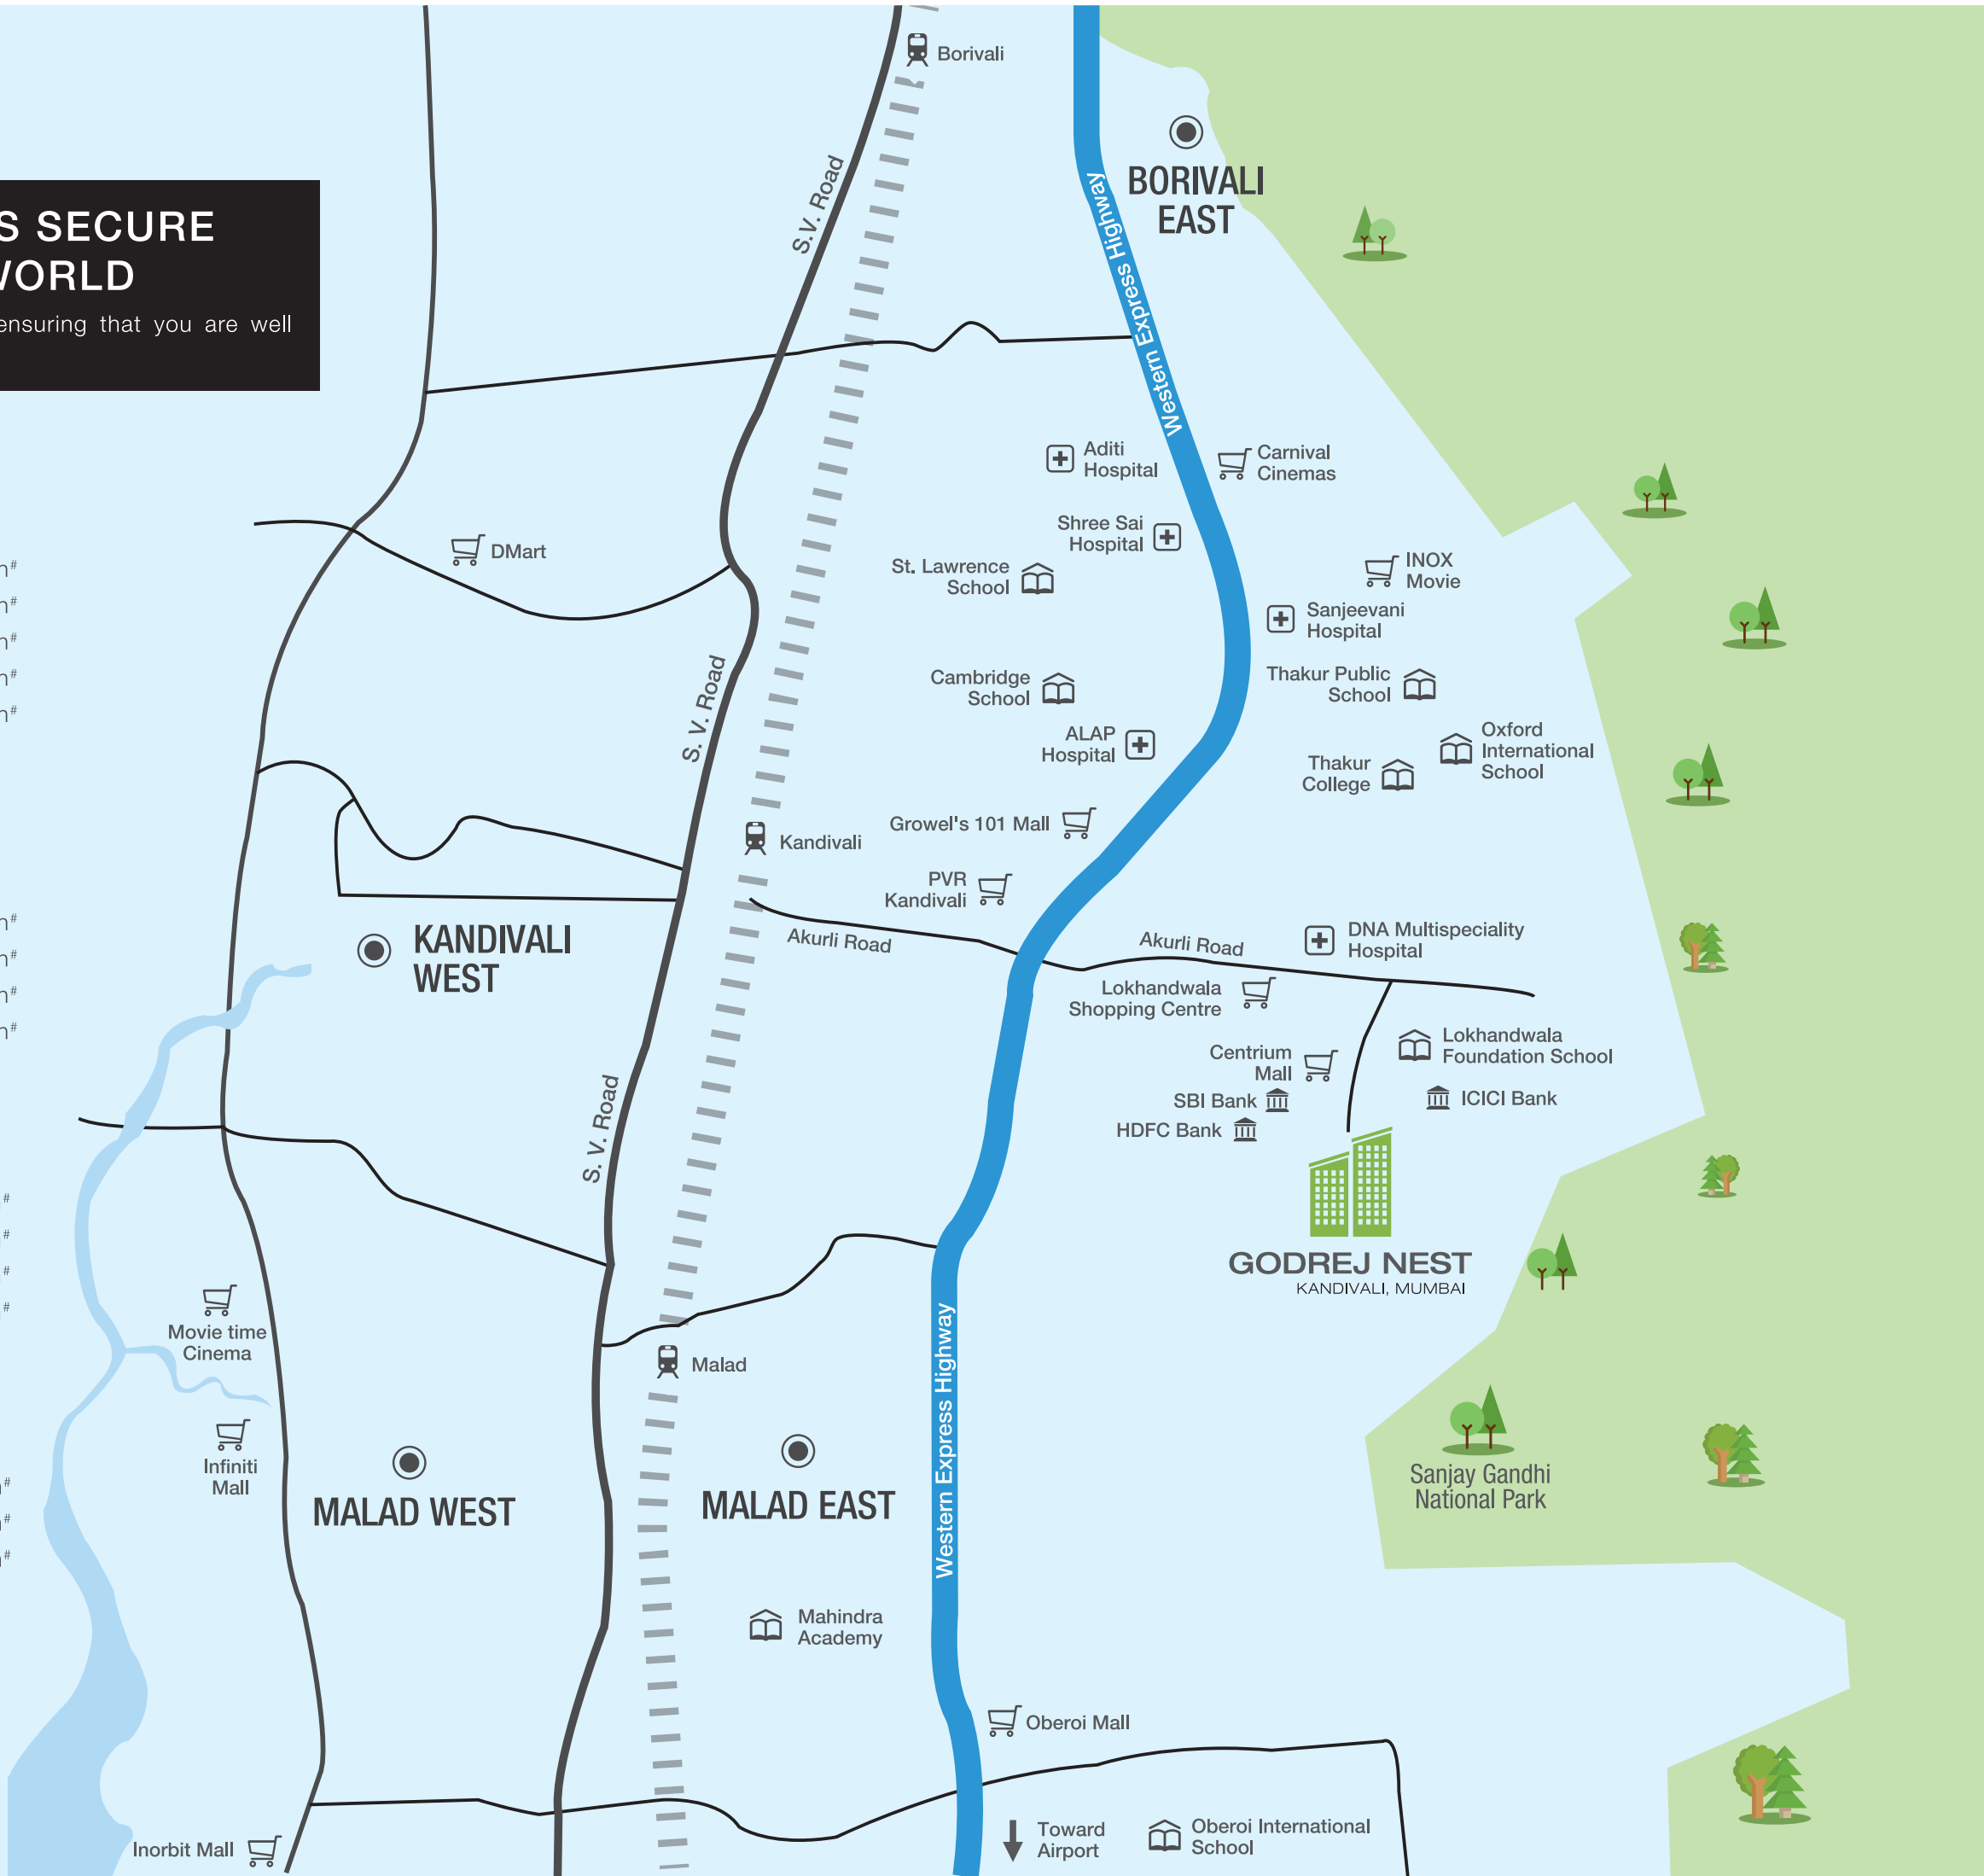 Borivali
BORIVALI
EAST
S.V. Road
Western Express Highway
S SECURE
WORLD
ensuring that you are well
Aditi
Hospital
Carnival
Cinemas
Shree Sai
Hospital
DMart
St. Lawrence
School
INOX
Movie
Sanjeevani
Hospital
Cambridge
School
Thakur Public
School
S. V. Road
ALAP
Hospital
Oxford
International
School
Thakur
College
Growel's 101 Mall
Kandivali
PVR
Kandivali
KANDIVALI
WEST
Akurli Road
Akurli Road
DNA Multispeciality
Hospital
Lokhandwala
Shopping Centre
Lokhandwala
Foundation School
Centrium
Mall
SBI Bank
ICICI Bank
HDFC Bank
S. V. Road
GODREJ NEST
KANDIVALI, MUMBAI
Movie time
Cinema
Malad
Western Express Highway
Infiniti
Mall
Sanjay Gandhi
National Park
MALAD WEST
MALAD EAST
Mahindra
Academy
Oberoi Mall
Inorbit Mall
Toward
Airport
Oberoi International
School